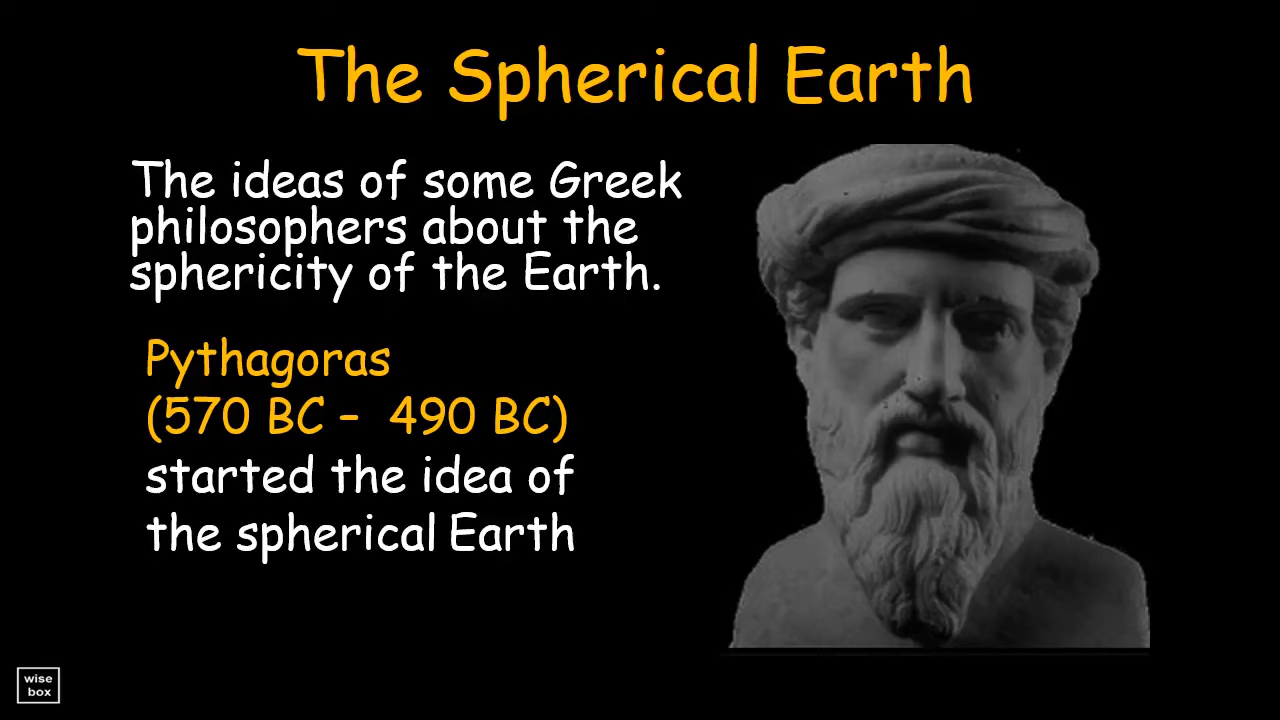 The Spherical Earth
The ideas of some Greek
philosophers about the
sphericity of the Earth.
Pythagoras
(570 BC – 490 BC)
started the idea of
the spherical Earth
wise
box